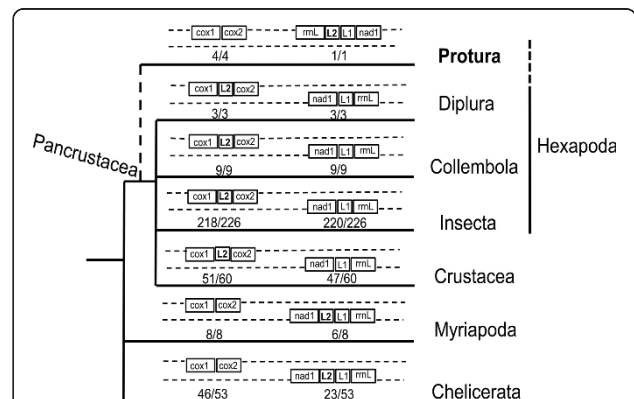 cox1 cox2 rrnL L2 L1 nad1
4/4 1/1 Protura
cox1 L2 cox2 nad1 L1 rrnL
3/3 3/3 Diplura
Pancrustacea
cox1 L2 cox2 nad1 L1 rrnL
9/9 9/9 Collembola
Hexapoda
cox1 L2 cox2 nad1 L1 rrnL
218/226 220/226 Insecta
cox1 L2 cox2 nad1 L1 rrnL
51/60 47/60 Crustacea
cox1 cox2 nad1 L2 L1 rrnL
8/8 6/8 Myriapoda
cox1 cox2 nad1 L2 L1 rrnL
46/53 23/53 Chelicerata